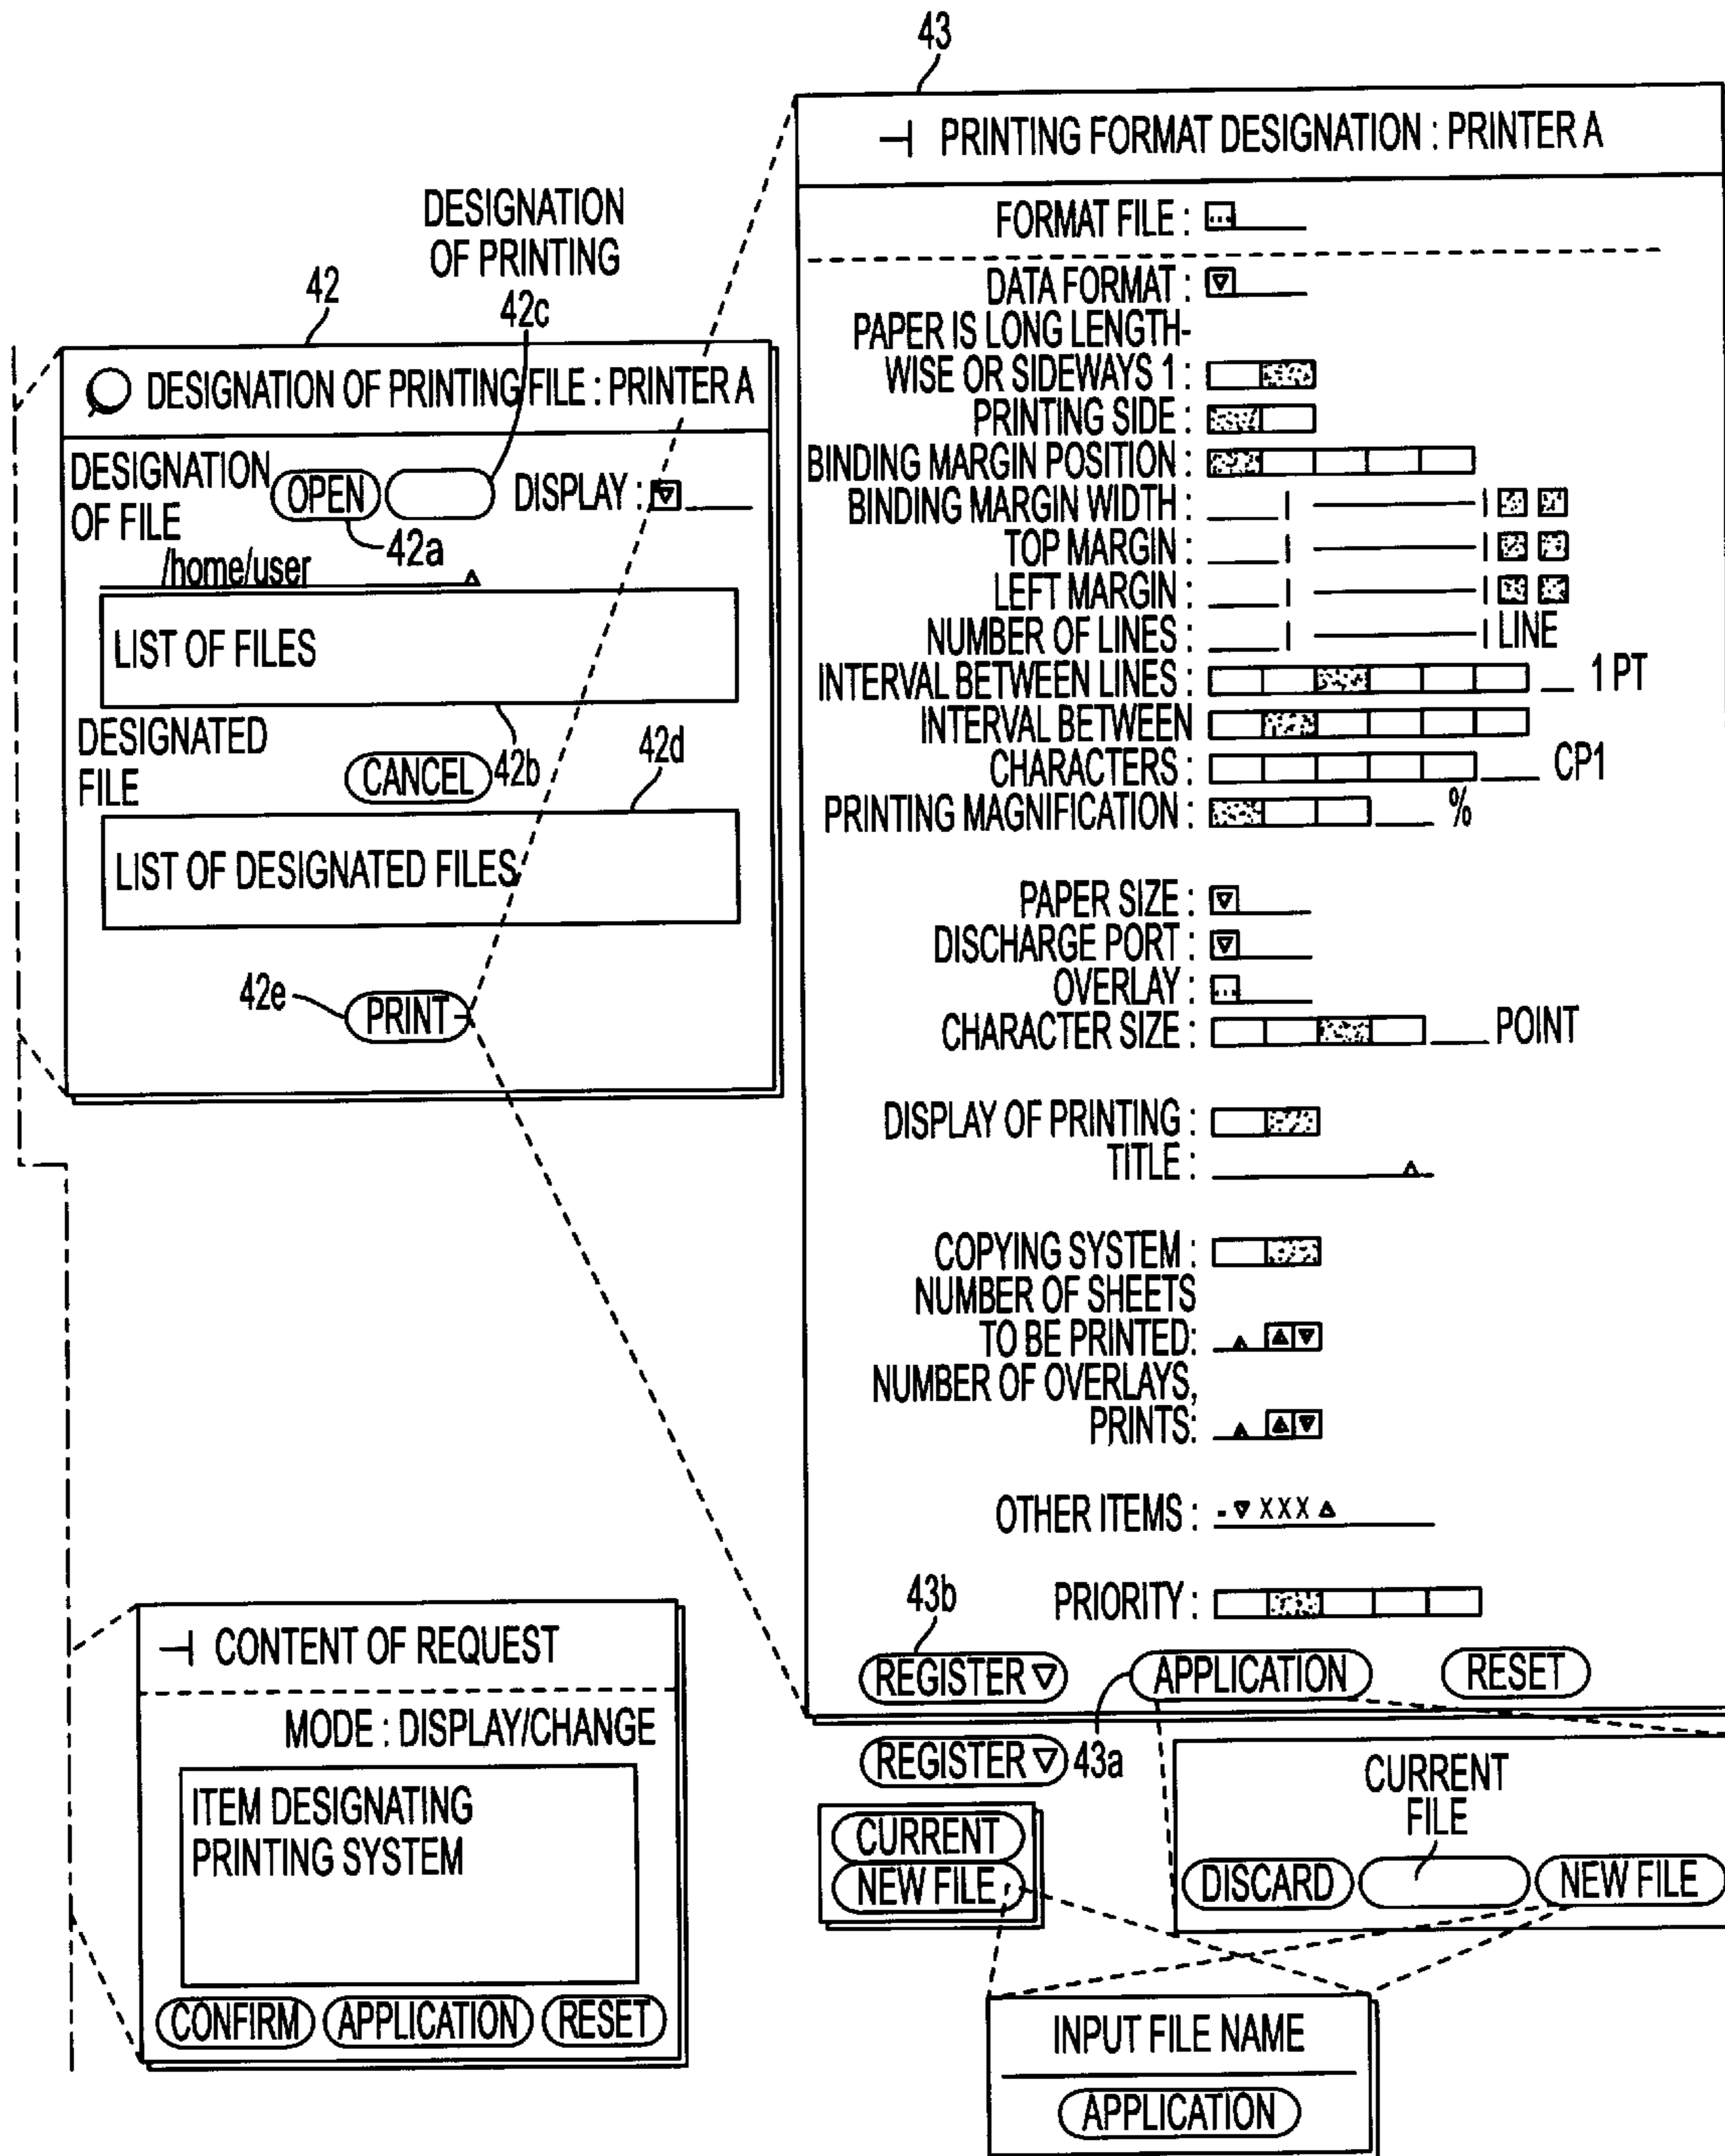 43
PRINTING FORMAT DESIGNATION : PRINTER A
FORMAT FILE :
DATA FORMAT :
PAPER IS LONG LENGTH-
WISE OR SIDEWAYS 1 :
PRINTING SIDE :
BINDING MARGIN POSITION :
BINDING MARGIN WIDTH :
TOP MARGIN :
LEFT MARGIN :
NUMBER OF LINES : LINE
INTERVAL BETWEEN LINES : 1 PT
INTERVAL BETWEEN
CHARACTERS : CP1
PRINTING MAGNIFICATION : %
PAPER SIZE :
DISCHARGE PORT :
OVERLAY :
CHARACTER SIZE : POINT
DISPLAY OF PRINTING :
TITLE :
COPYING SYSTEM :
NUMBER OF SHEETS
TO BE PRINTED:
NUMBER OF OVERLAYS,
PRINTS:
OTHER ITEMS : - ▼ XXX ▲
PRIORITY :
43b
REGISTER ▽ APPLICATION RESET
DESIGNATION
OF PRINTING
42 42c
DESIGNATION OF PRINTING FILE : PRINTER A
DESIGNATION
OF FILE
OPEN DISPLAY :
42a
/home/user
LIST OF FILES
DESIGNATED
FILE
CANCEL 42b 42d
LIST OF DESIGNATED FILES
42e PRINT
CONTENT OF REQUEST
MODE : DISPLAY/CHANGE
ITEM DESIGNATING
PRINTING SYSTEM
CONFIRM APPLICATION RESET
REGISTER ▽ 43a
CURRENT
NEW FILE
CURRENT
FILE
DISCARD NEW FILE
INPUT FILE NAME
APPLICATION